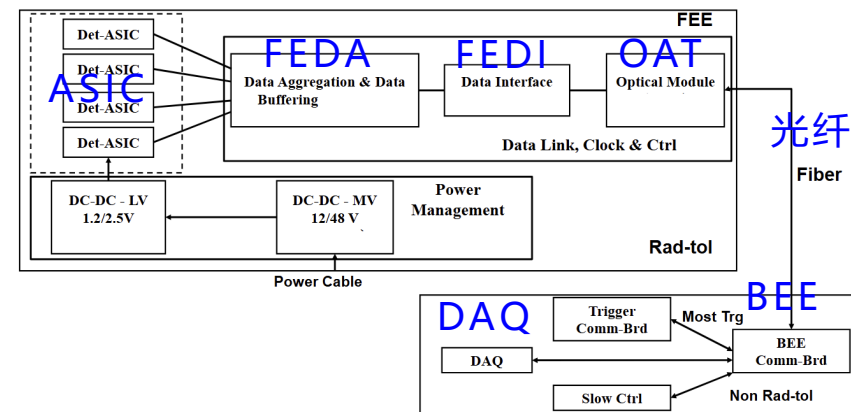 FEE
Det-ASIC
Det-ASIC
Det-ASIC
Det-ASIC
ASIC
FEDA
Data Aggregation & Data
Buffering
FEDI
Data Interface
OAT
Optical Module
Data Link, Clock & Ctrl
光纤
Fiber
DC-DC - LV
1.2/2.5V
DC-DC - MV
12/48 V
Power
Management
Rad-tol
Power Cable
DAQ
BEE
Trigger
Comm-Brd
Most Trg
DAQ
BEE
Comm-Brd
Slow Ctrl
Non Rad-tol